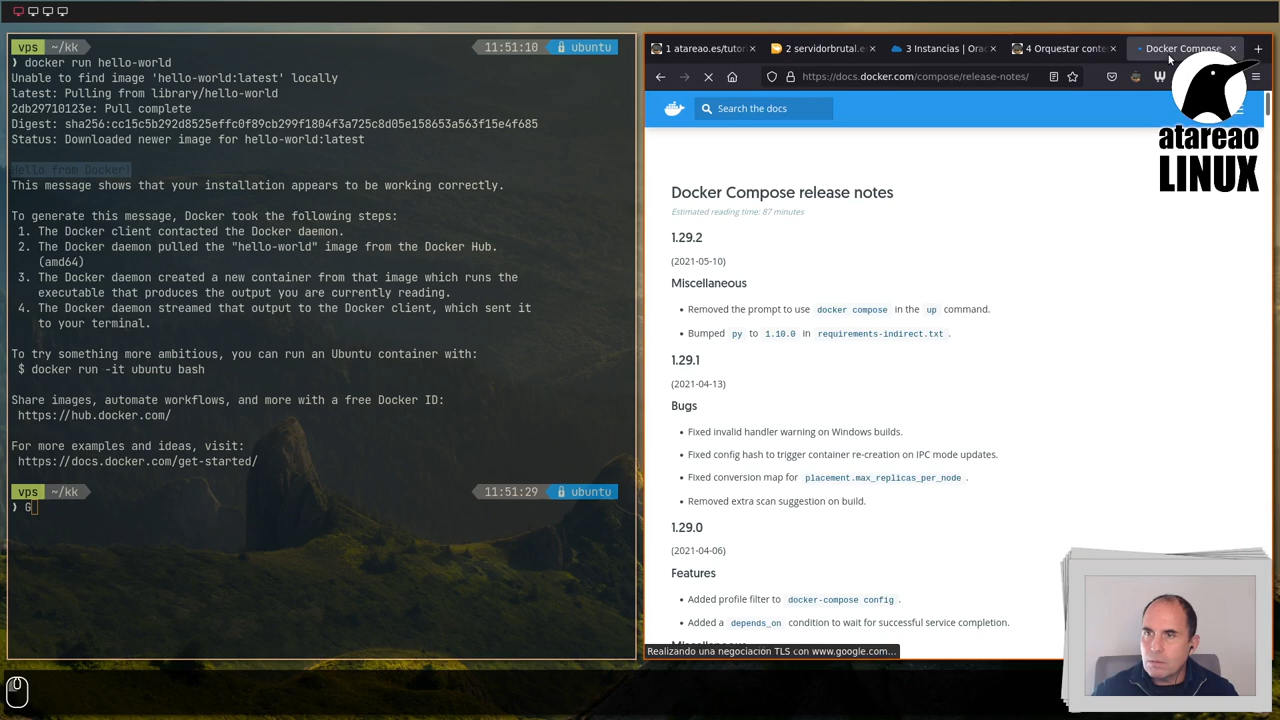 vps ~/kk 11:51:10 ubuntu
❯ docker run hello-world
Unable to find image 'hello-world:latest' locally
latest: Pulling from library/hello-world
2db29710123e: Pull complete
Digest: sha256:cc15c5b292d8525effc0f89cb299f1804f3a725c8d05e158653a563f15e4f685
Status: Downloaded newer image for hello-world:latest
Hello from Docker!
This message shows that your installation appears to be working correctly.
To generate this message, Docker took the following steps:
1. The Docker client contacted the Docker daemon.
2. The Docker daemon pulled the "hello-world" image from the Docker Hub.
(amd64)
3. The Docker daemon created a new container from that image which runs the
executable that produces the output you are currently reading.
4. The Docker daemon streamed that output to the Docker client, which sent it
to your terminal.
To try something more ambitious, you can run an Ubuntu container with:
$ docker run -it ubuntu bash
Share images, automate workflows, and more with a free Docker ID:
https://hub.docker.com/
For more examples and ideas, visit:
https://docs.docker.com/get-started/
vps ~/kk 11:51:29 ubuntu
❯ G
1 atareao.es/tutor
2 servidorbrutal.es
3 Instancias | Orac
4 Orquestar conte
Docker Compose
https://docs.docker.com/compose/release-notes/
Search the docs
atareao
LINUX
Docker Compose release notes
Estimated reading time: 87 minutes
1.29.2
(2021-05-10)
Miscellaneous
• Removed the prompt to use docker compose in the up command.
• Bumped py to 1.10.0 in requirements-indirect.txt.
1.29.1
(2021-04-13)
Bugs
• Fixed invalid handler warning on Windows builds.
• Fixed config hash to trigger container re-creation on IPC mode updates.
• Fixed conversion map for placement.max_replicas_per_node.
• Removed extra scan suggestion on build.
1.29.0
(2021-04-06)
Features
• Added profile filter to docker-compose config.
• Added a depends_on condition to wait for successful service completion.
Miscellaneous
Realizando una negociación TLS con www.google.com…